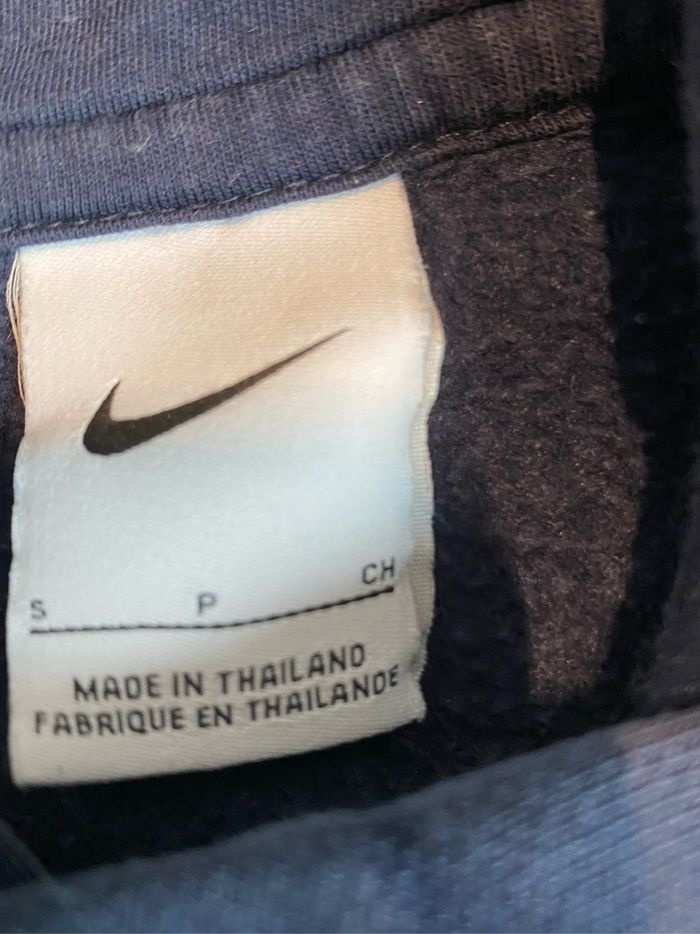 S P CH
MADE IN THAILAND
FABRIQUE EN THAILANDE